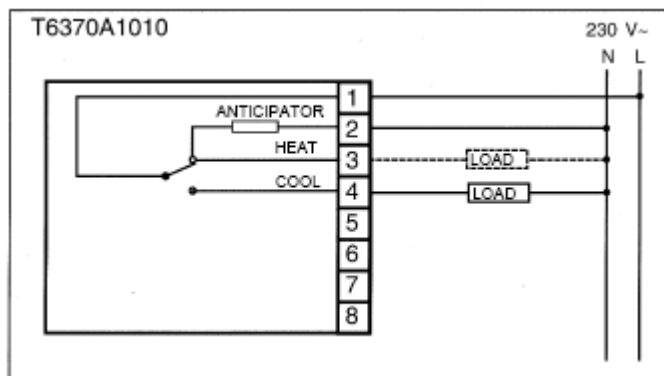 T6370A1010
230 V~
N L
1
ANTICIPATOR
2
HEAT
3
LOAD
COOL
4
LOAD
5
6
7
8